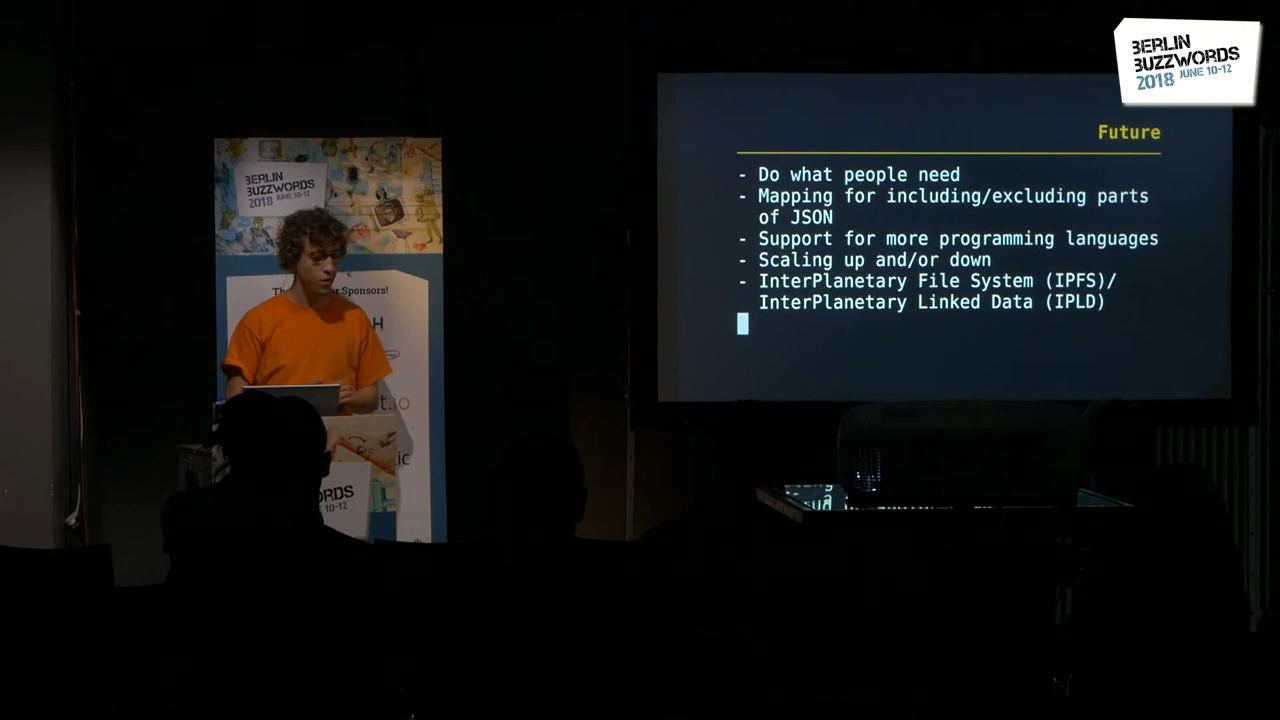 BERLIN
BUZZWORDS
2018 JUNE 10-12
Future
- Do what people need
- Mapping for including/excluding parts
of JSON
- Support for more programming languages
- Scaling up and/or down
- InterPlanetary File System (IPFS)/
InterPlanetary Linked Data (IPLD)
BERLIN
BUZZWORDS
2018 JUNE 10-12
Sponsors!
10-12